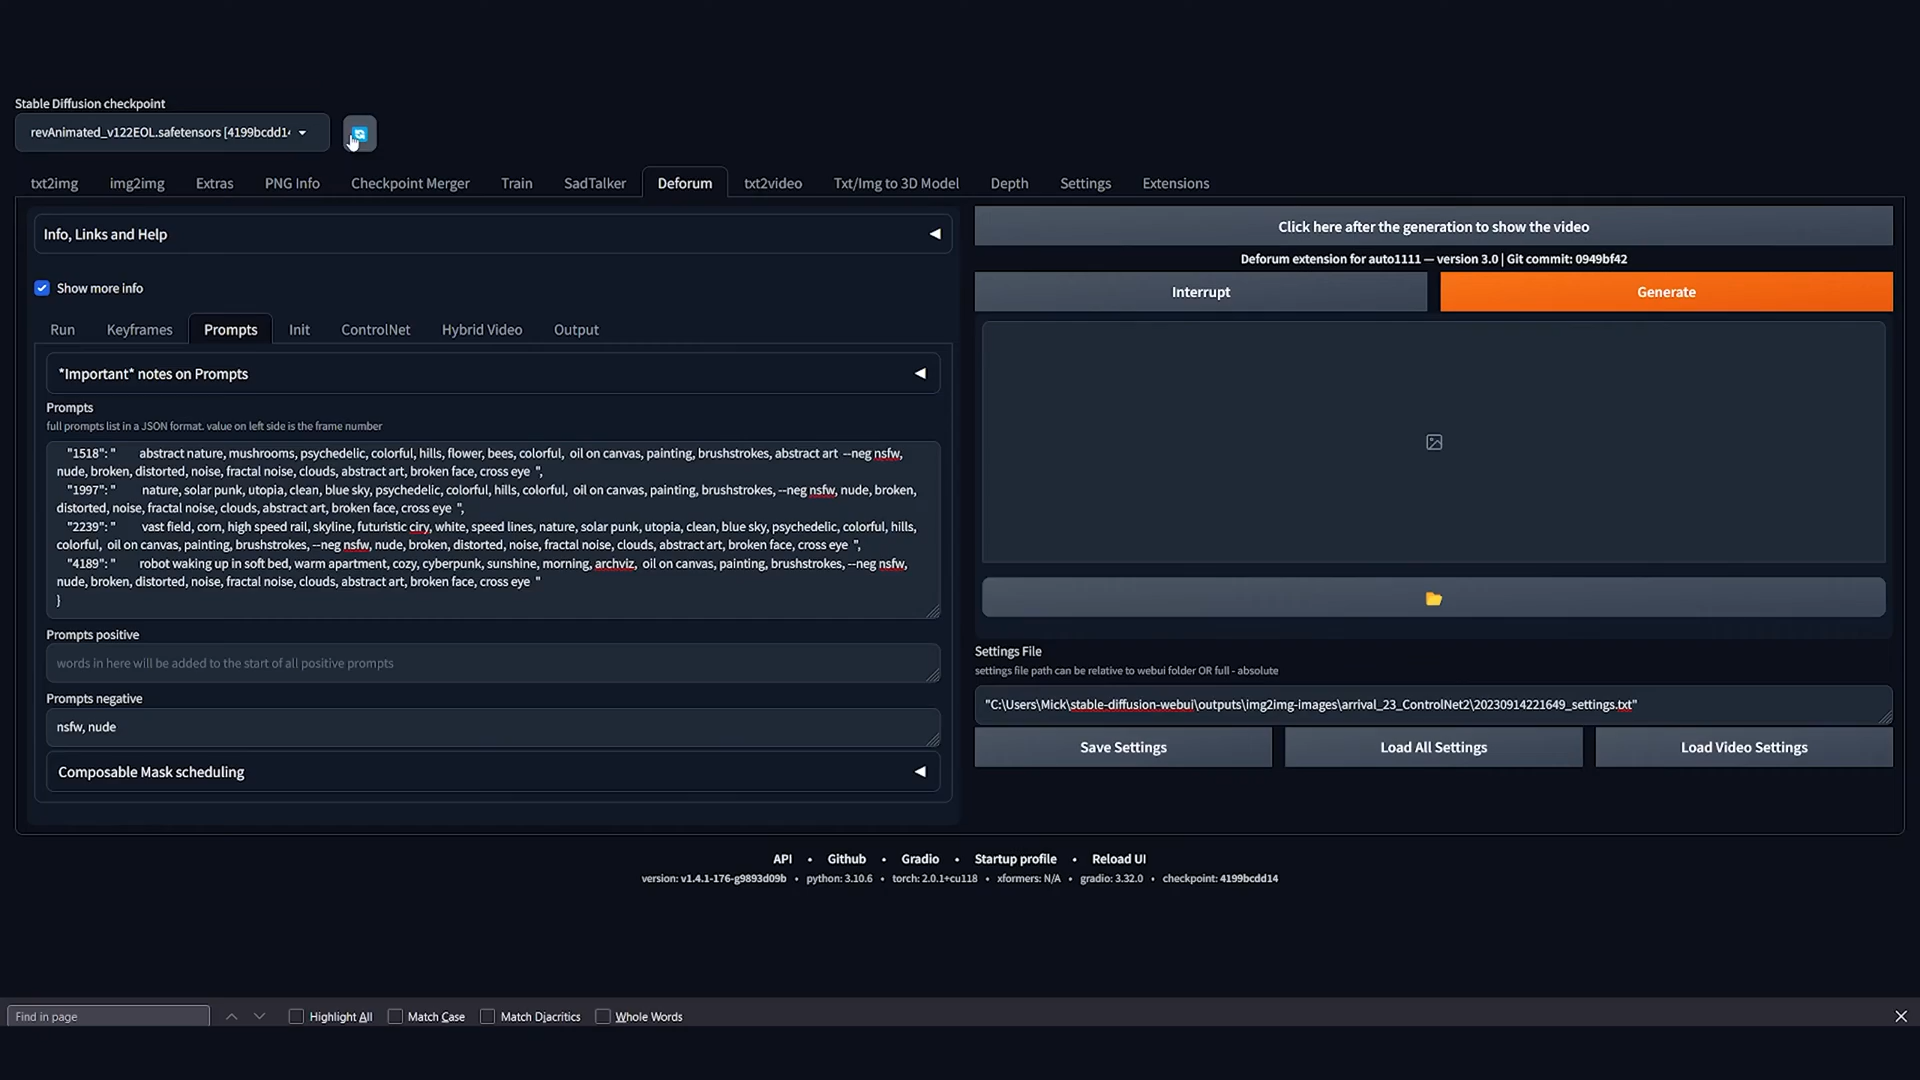 Stable Diffusion checkpoint
revAnimated_v122EOL.safetensors [4199bcdd14
txt2img img2img Extras PNG Info Checkpoint Merger Train SadTalker Deforum txt2video Txt/Img to 3D Model Depth Settings Extensions
Info, Links and Help
Show more info
Run Keyframes Prompts Init ControlNet Hybrid Video Output
*Important* notes on Prompts
Prompts
full prompts list in a JSON format. value on left side is the frame number
"1518": " abstract nature, mushrooms, psychedelic, colorful, hills, flower, bees, colorful, oil on canvas, painting, brushstrokes, abstract art --neg nsfw,
nude, broken, distorted, noise, fractal noise, clouds, abstract art, broken face, cross eye ",
"1997": " nature, solar punk, utopia, clean, blue sky, psychedelic, colorful, hills, colorful, oil on canvas, painting, brushstrokes, --neg nsfw, nude, broken,
distorted, noise, fractal noise, clouds, abstract art, broken face, cross eye ",
"2239": " vast field, corn, high speed rail, skyline, futuristic ciry, white, speed lines, nature, solar punk, utopia, clean, blue sky, psychedelic, colorful, hills,
colorful, oil on canvas, painting, brushstrokes, --neg nsfw, nude, broken, distorted, noise, fractal noise, clouds, abstract art, broken face, cross eye ",
"4189": " robot waking up in soft bed, warm apartment, cozy, cyberpunk, sunshine, morning, archviz, oil on canvas, painting, brushstrokes, --neg nsfw,
nude, broken, distorted, noise, fractal noise, clouds, abstract art, broken face, cross eye "
}
Prompts positive
words in here will be added to the start of all positive prompts
Prompts negative
nsfw, nude
Composable Mask scheduling
Click here after the generation to show the video
Deforum extension for auto1111 — version 3.0 | Git commit: 0949bf42
Interrupt Generate
Settings File
settings file path can be relative to webui folder OR full - absolute
"C:\Users\Mick\stable-diffusion-webui\outputs\img2img-images\arrival_23_ControlNet2\20230914221649_settings.txt"
Save Settings Load All Settings Load Video Settings
API • Github • Gradio • Startup profile • Reload UI
version: v1.4.1-176-g9893d09b • python: 3.10.6 • torch: 2.0.1+cu118 • xformers: N/A • gradio: 3.32.0 • checkpoint: 4199bcdd14
Find in page Highlight All Match Case Match Diacritics Whole Words